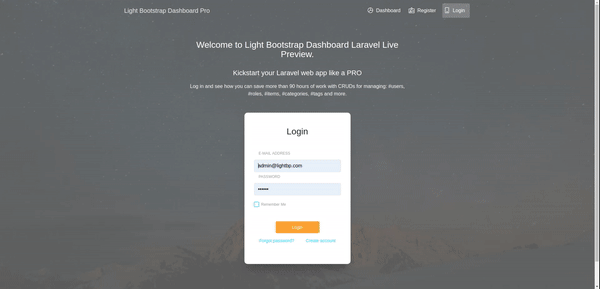 Light Bootstrap Dashboard Pro
Dashboard
Register
Login
Welcome to Light Bootstrap Dashboard Laravel Live
Preview.
Kickstart your Laravel web app like a PRO
Log in and see how you can save more than 90 hours of work with CRUDs for managing: #users,
#roles, #items, #categories, #tags and more.
Login
E-MAIL ADDRESS
admin@lightbp.com
PASSWORD
••••••
Remember Me
Login
Forgot password?
Create account